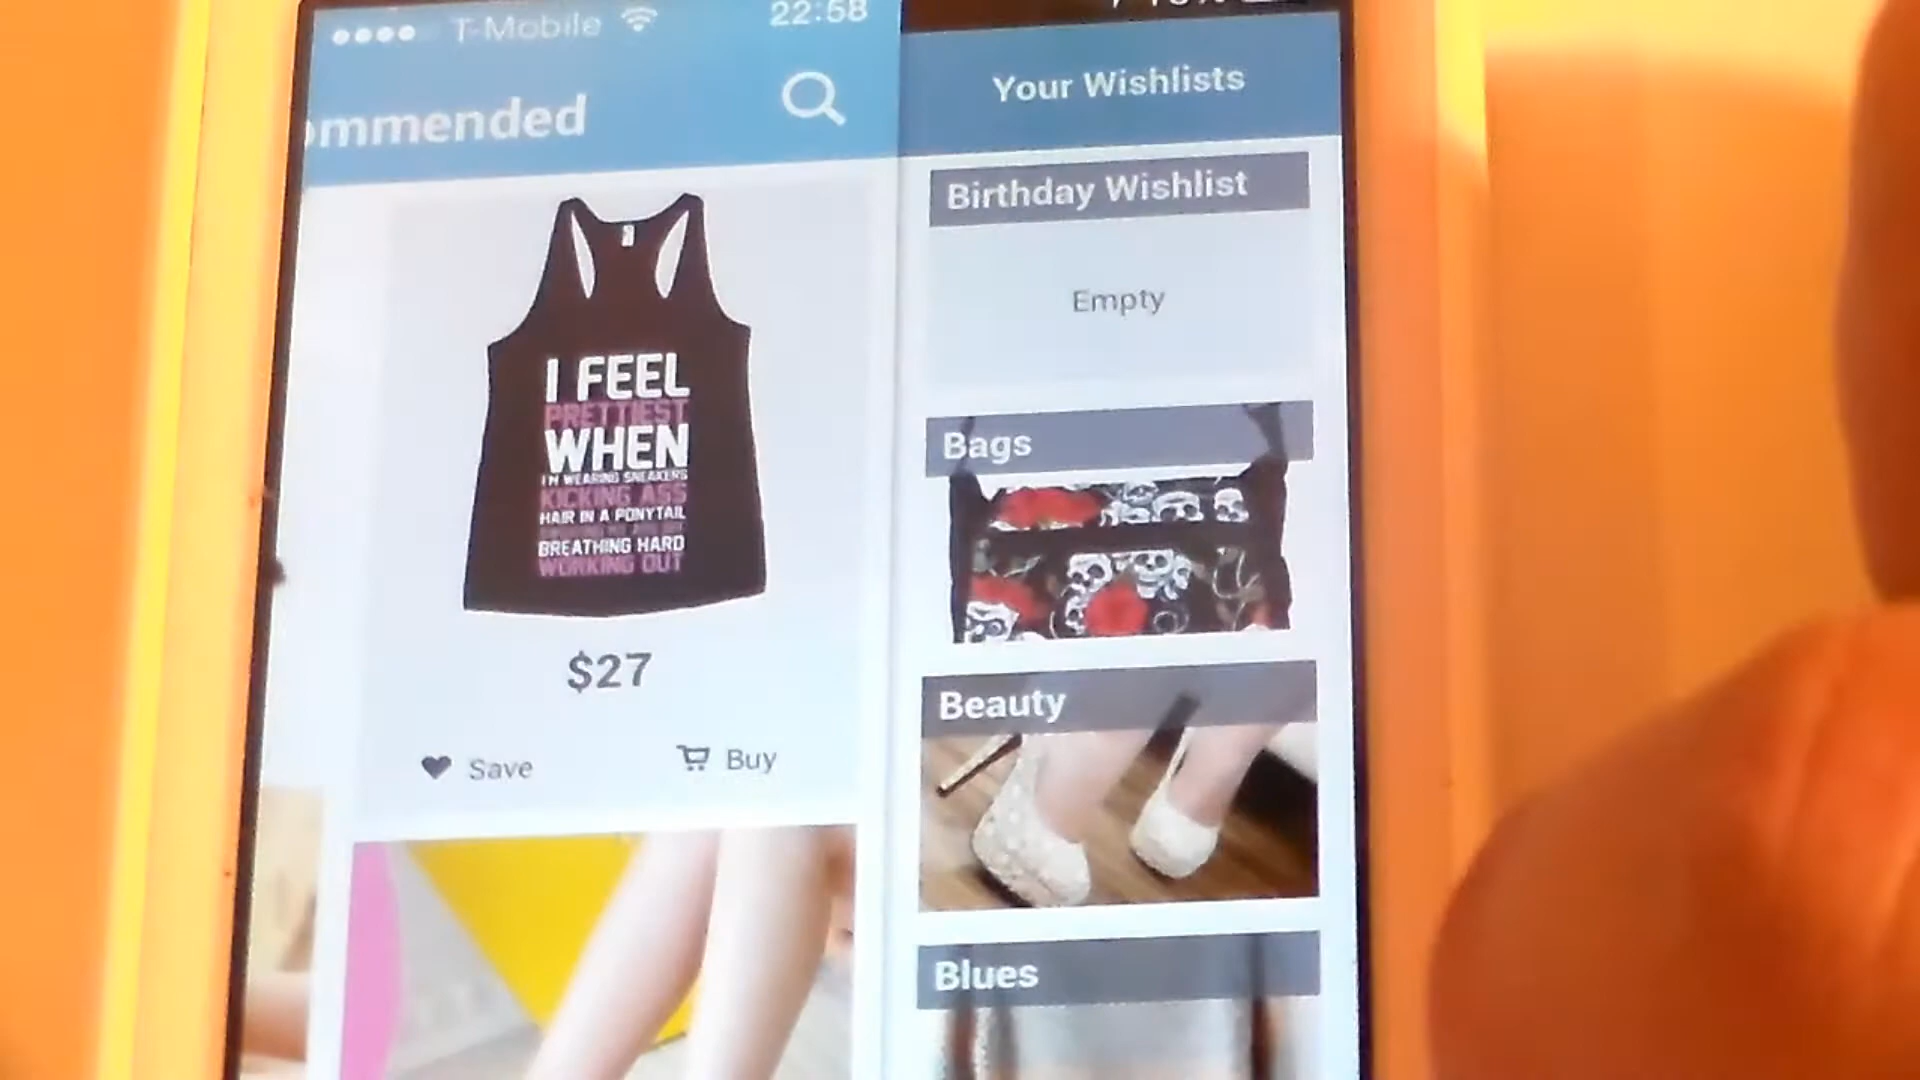 T-Mobile
22:58
ommended
I FEEL
PRETTIEST
WHEN
I'M WEARING SNEAKERS
KICKING ASS
HAIR IN A PONYTAIL
BREATHING HARD
WORKING OUT
$27
Save
Buy
Your Wishlists
Birthday Wishlist
Empty
Bags
Beauty
Blues